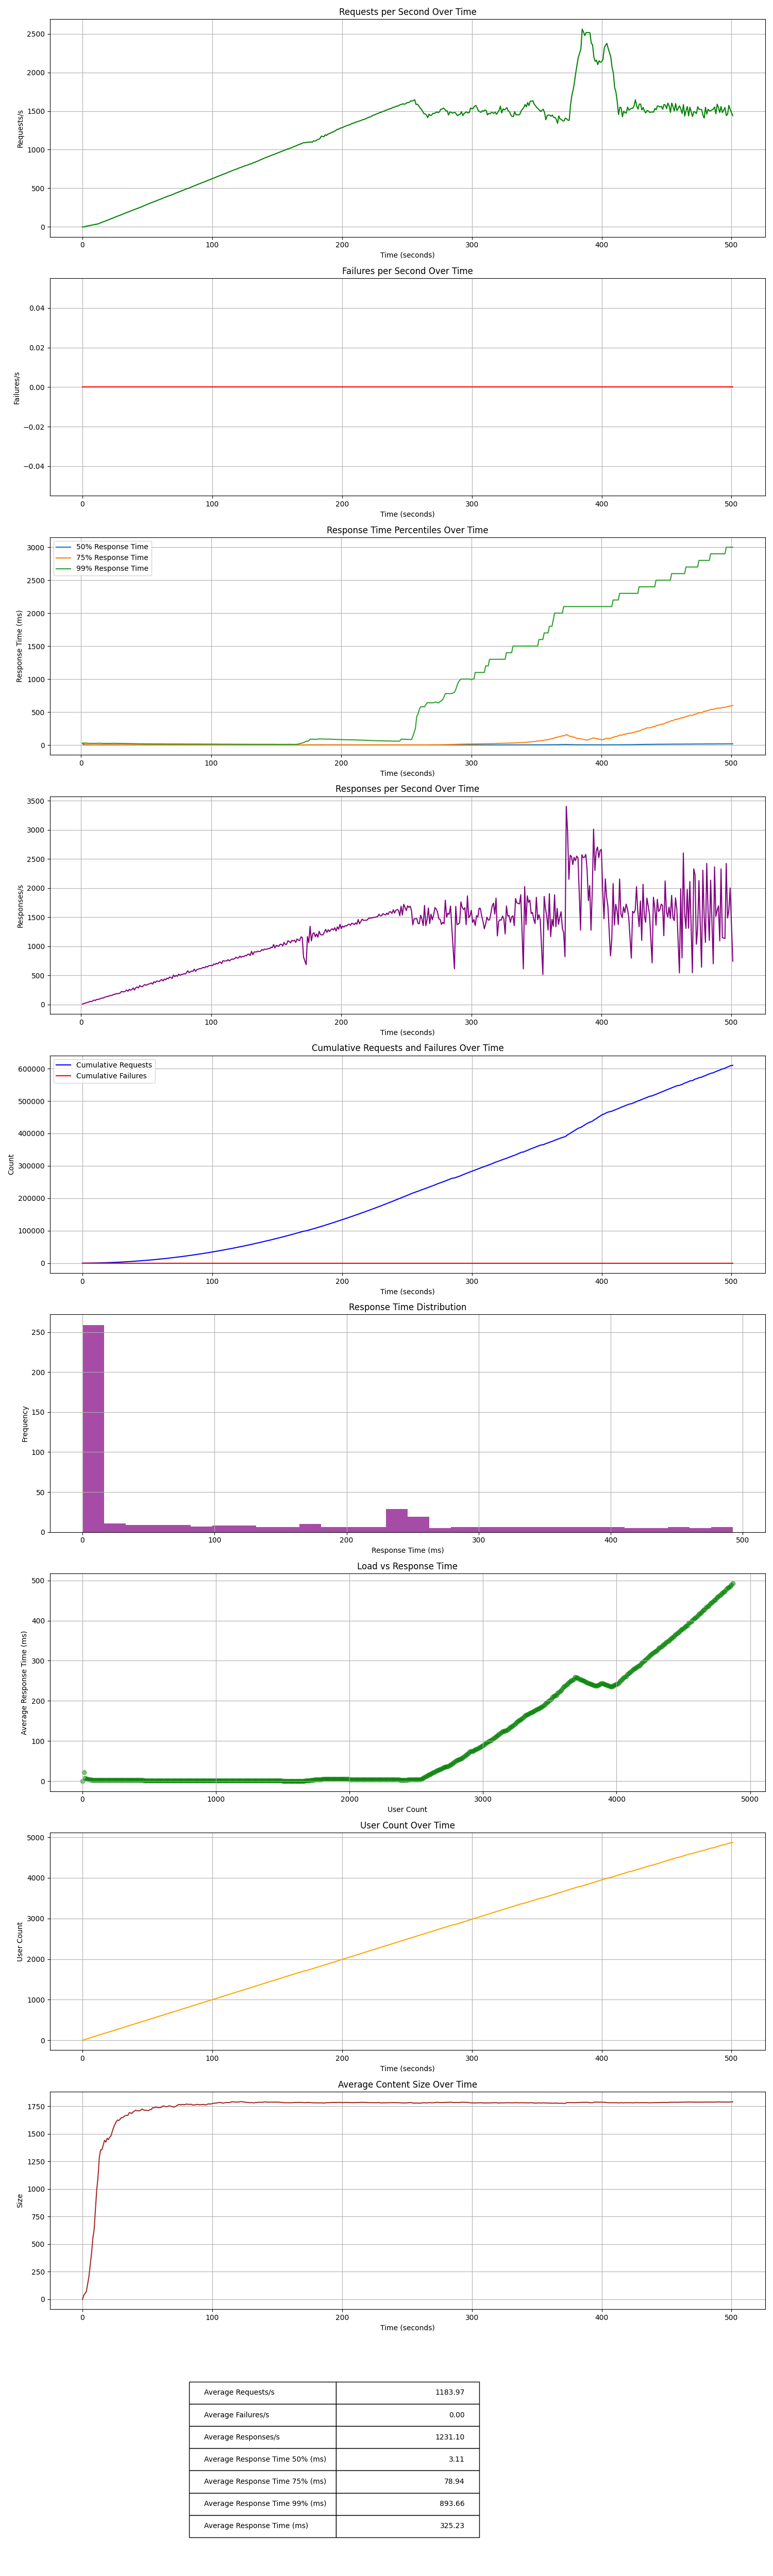 Requests per Second Over Time
2500
2000
1500
1000
500
0
Requests/s
0 100 200 300 400 500
Time (seconds)
Failures per Second Over Time
0.04
0.02
0.00
−0.02
−0.04
Failures/s
0 100 200 300 400 500
Time (seconds)
Response Time Percentiles Over Time
50% Response Time
75% Response Time
99% Response Time
3000
2500
2000
1500
1000
500
0
Response Time (ms)
0 100 200 300 400 500
Time (seconds)
Responses per Second Over Time
3500
3000
2500
2000
1500
1000
500
0
Responses/s
0 100 200 300 400 500
Time (seconds)
Cumulative Requests and Failures Over Time
Cumulative Requests
Cumulative Failures
600000
500000
400000
300000
200000
100000
0
Count
0 100 200 300 400 500
Time (seconds)
Response Time Distribution
250
200
150
100
50
0
Frequency
0 100 200 300 400 500
Response Time (ms)
Load vs Response Time
500
400
300
200
100
0
Average Response Time (ms)
0 1000 2000 3000 4000 5000
User Count
User Count Over Time
5000
4000
3000
2000
1000
0
User Count
0 100 200 300 400 500
Time (seconds)
Average Content Size Over Time
1750
1500
1250
1000
750
500
250
0
Size
0 100 200 300 400 500
Time (seconds)
Average Requests/s 1183.97
Average Failures/s 0.00
Average Responses/s 1231.10
Average Response Time 50% (ms) 3.11
Average Response Time 75% (ms) 78.94
Average Response Time 99% (ms) 893.66
Average Response Time (ms) 325.23